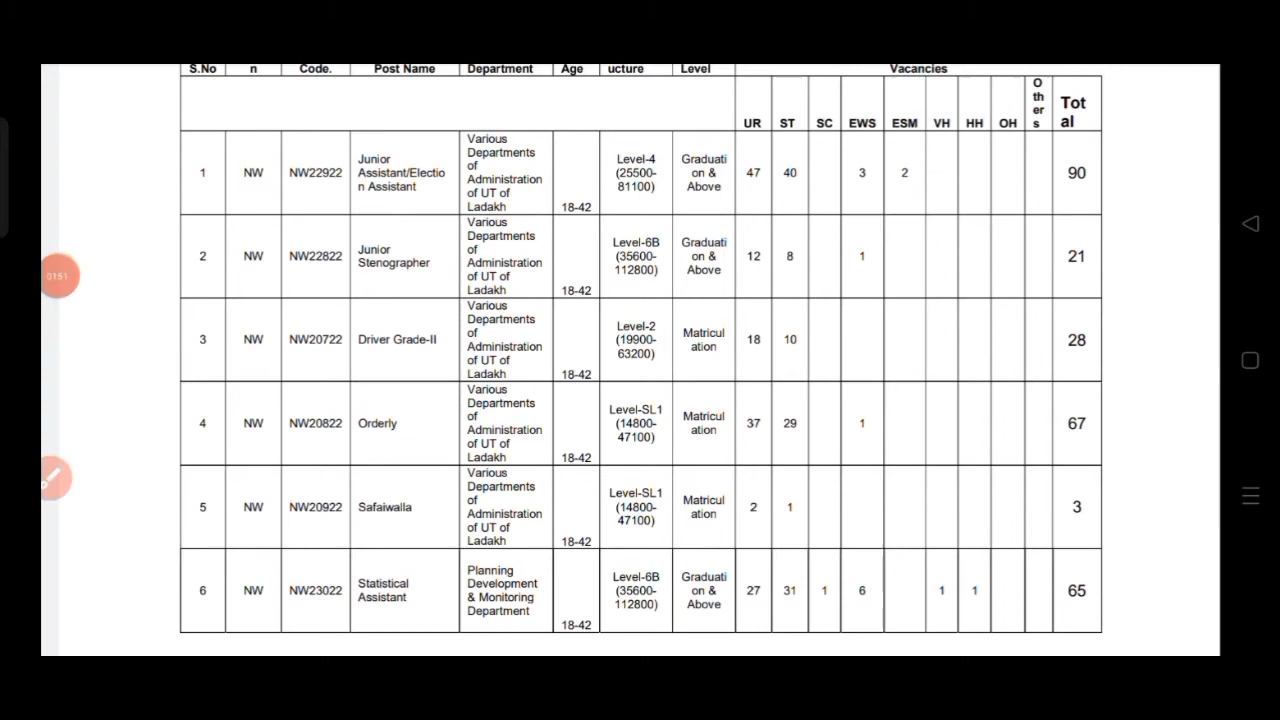 S.No n Code. Post Name Department Age ucture Level Vacancies
UR ST SC EWS ESM VH HH OH O
th
er
s Tot
al
1 NW NW22922 Junior
Assistant/Electio
n Assistant Various
Departments
of
Administration
of UT of
Ladakh 18-42 Level-4
(25500-
81100) Graduati
on &
Above 47 40 3 2 90
2 NW NW22822 Junior
Stenographer Various
Departments
of
Administration
of UT of
Ladakh 18-42 Level-6B
(35600-
112800) Graduati
on &
Above 12 8 1 21
3 NW NW20722 Driver Grade-II Various
Departments
of
Administration
of UT of
Ladakh 18-42 Level-2
(19900-
63200) Matricul
ation 18 10 28
4 NW NW20822 Orderly Various
Departments
of
Administration
of UT of
Ladakh 18-42 Level-SL1
(14800-
47100) Matricul
ation 37 29 1 67
5 NW NW20922 Safaiwalla Various
Departments
of
Administration
of UT of
Ladakh 18-42 Level-SL1
(14800-
47100) Matricul
ation 2 1 3
6 NW NW23022 Statistical
Assistant Planning
Development
& Monitoring
Department 18-42 Level-6B
(35600-
112800) Graduati
on &
Above 27 31 1 6 1 1 65
01:51